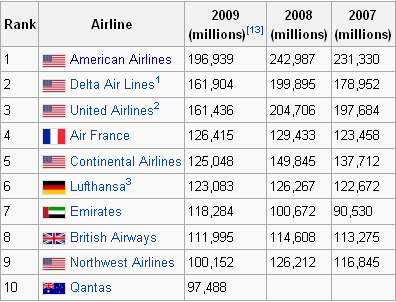 Rank Airline 2009 (millions)[13] 2008 (millions) 2007 (millions)
1 American Airlines 196,939 242,987 231,330
2 Delta Air Lines1 161,904 199,895 178,952
3 United Airlines2 161,436 204,706 197,684
4 Air France 126,415 129,433 123,458
5 Continental Airlines 125,048 149,845 137,712
6 Lufthansa3 123,083 126,267 122,672
7 Emirates 118,284 100,672 90,530
8 British Airways 111,995 114,608 113,275
9 Northwest Airlines 100,152 126,212 116,845
10 Qantas 97,488